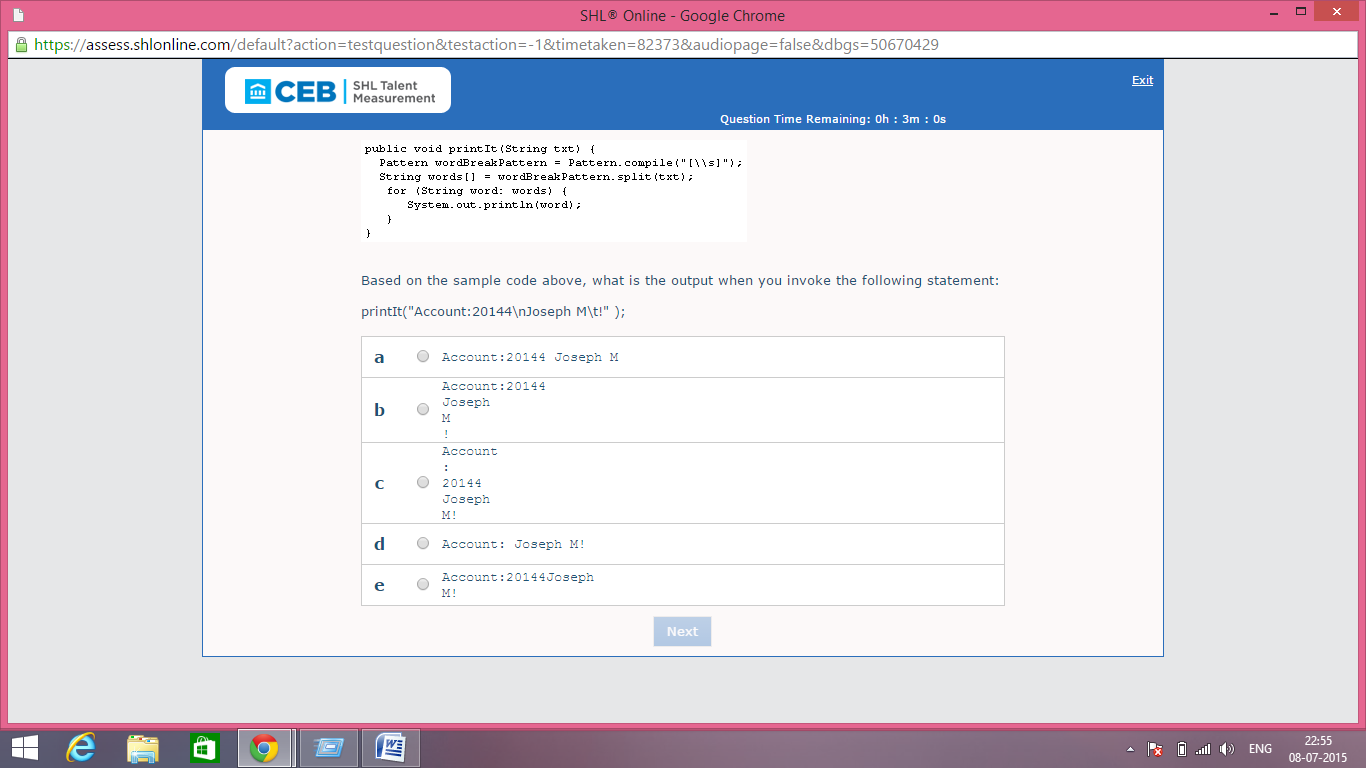 SHL® Online - Google Chrome
https://assess.shlonline.com/default?action=testquestion&testaction=-1&timetaken=82373&audiopage=false&dbgs=50670429
CEB SHL Talent
Measurement
Exit
Question Time Remaining: 0h : 3m : 0s
public void printIt(String txt) {
Pattern wordBreakPattern = Pattern.compile("[\\s]");
String words[] = wordBreakPattern.split(txt);
for (String word: words) {
System.out.println(word);
}
}
Based on the sample code above, what is the output when you invoke the following statement:
printIt("Account:20144\nJoseph M\t!" );
a Account:20144 Joseph M
b Account:20144
Joseph
M
!
c Account
:
20144
Joseph
M!
d Account: Joseph M!
e Account:20144Joseph
M!
Next
ENG
22:55
08-07-2015